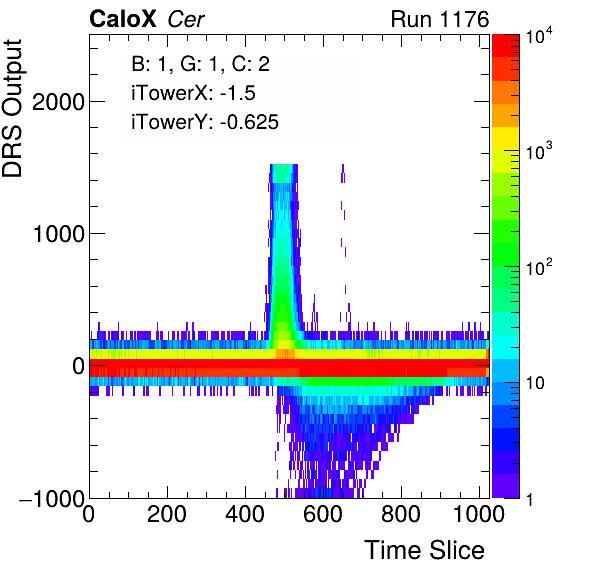 CaloX Cer Run 1176
DRS Output
B: 1, G: 1, C: 2
iTowerX: -1.5
iTowerY: -0.625
2000
1000
0
−1000
0 200 400 600 800 1000
Time Slice
10^4
10^3
10^2
10
1